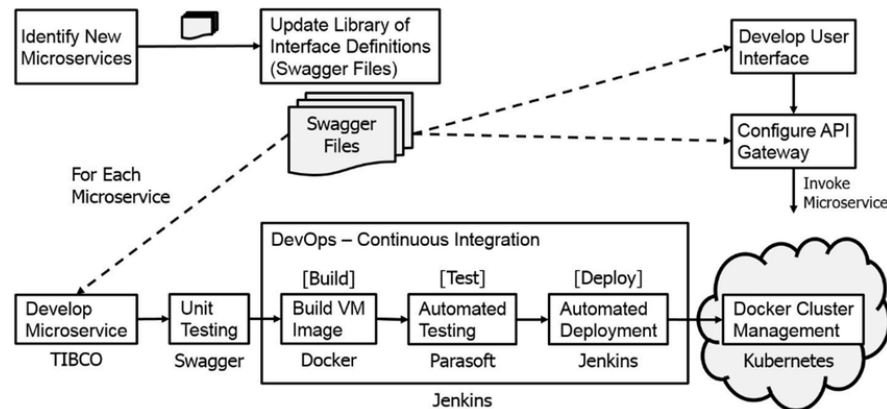 Identify New
Microservices
Update Library of
Interface Definitions
(Swagger Files)
Develop User
Interface
Swagger
Files
Configure API
Gateway
For Each
Microservice
Invoke
Microservice
DevOps – Continuous Integration
[Build]
[Test]
[Deploy]
Develop
Microservice
Unit
Testing
Build VM
Image
Automated
Testing
Automated
Deployment
Docker Cluster
Management
TIBCO
Swagger
Docker
Parasoft
Jenkins
Kubernetes
Jenkins